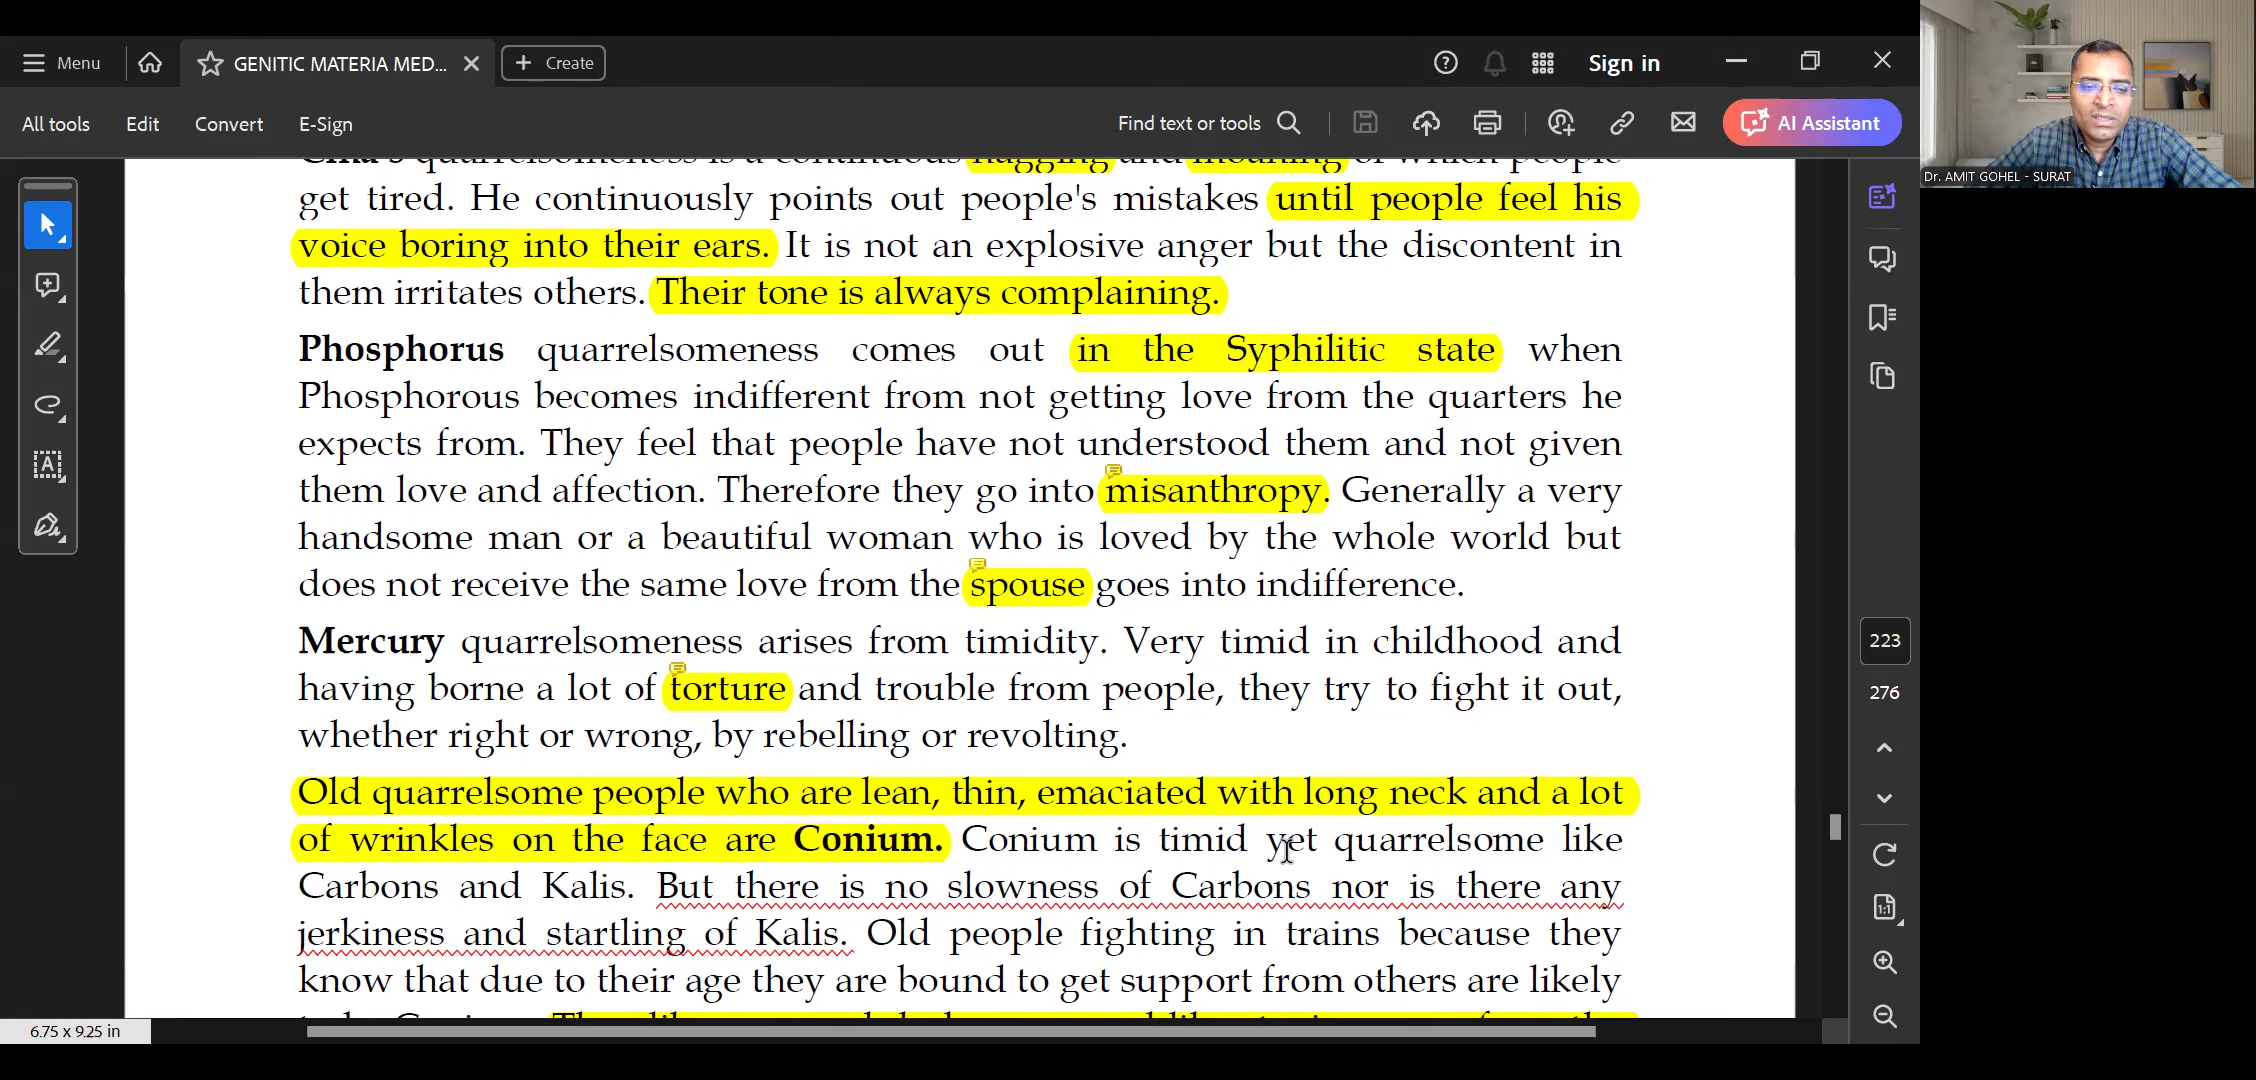 Menu
GENITIC MATERIA MED...
Create
Sign in
All tools
Edit
Convert
E-Sign
Find text or tools
AI Assistant
Dr. AMIT GOHEL - SURAT
Cina's quarrelsomeness is a continuous nagging and moaning of which people
get tired. He continuously points out people's mistakes until people feel his
voice boring into their ears. It is not an explosive anger but the discontent in
them irritates others. Their tone is always complaining.
Phosphorus quarrelsomeness comes out in the Syphilitic state when
Phosphorous becomes indifferent from not getting love from the quarters he
expects from. They feel that people have not understood them and not given
them love and affection. Therefore they go into misanthropy. Generally a very
handsome man or a beautiful woman who is loved by the whole world but
does not receive the same love from the spouse goes into indifference.
Mercury quarrelsomeness arises from timidity. Very timid in childhood and
having borne a lot of torture and trouble from people, they try to fight it out,
whether right or wrong, by rebelling or revolting.
Old quarrelsome people who are lean, thin, emaciated with long neck and a lot
of wrinkles on the face are Conium. Conium is timid yet quarrelsome like
Carbons and Kalis. But there is no slowness of Carbons nor is there any
jerkiness and startling of Kalis. Old people fighting in trains because they
know that due to their age they are bound to get support from others are likely
223
276
1:1
6.75 x 9.25 in